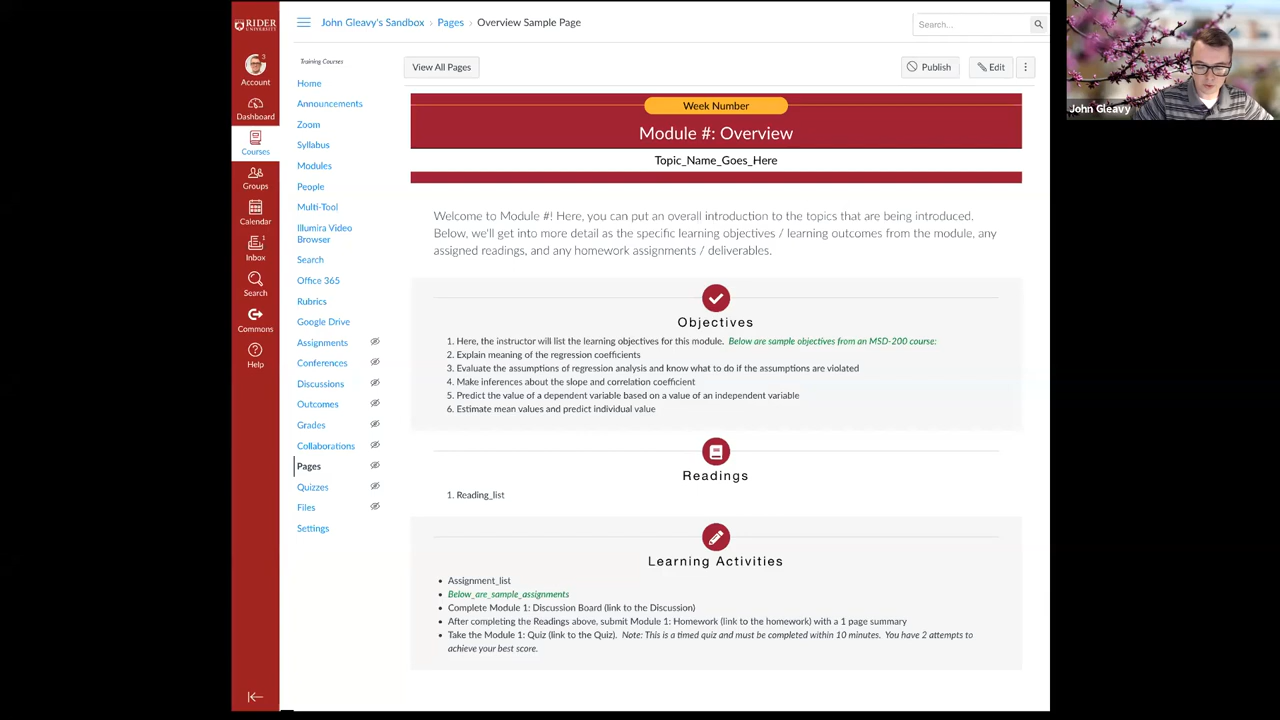 RIDER
UNIVERSITY
John Gleavy's Sandbox › Pages › Overview Sample Page
Search...
John Gleavy
3
Account
Dashboard
Courses
Groups
Calendar
1
Inbox
Search
Commons
Help
Training Courses
Home
Announcements
Zoom
Syllabus
Modules
People
Multi-Tool
Illumira Video
Browser
Search
Office 365
Rubrics
Google Drive
Assignments
Conferences
Discussions
Outcomes
Grades
Collaborations
Pages
Quizzes
Files
Settings
View All Pages
Publish
Edit
Week Number
Module #: Overview
Topic_Name_Goes_Here
Welcome to Module #! Here, you can put an overall introduction to the topics that are being introduced.
Below, we'll get into more detail as the specific learning objectives / learning outcomes from the module, any
assigned readings, and any homework assignments / deliverables.
Objectives
1. Here, the instructor will list the learning objectives for this module. Below are sample objectives from an MSD-200 course:
2. Explain meaning of the regression coefficients
3. Evaluate the assumptions of regression analysis and know what to do if the assumptions are violated
4. Make inferences about the slope and correlation coefficient
5. Predict the value of a dependent variable based on a value of an independent variable
6. Estimate mean values and predict individual value
Readings
1. Reading_list
Learning Activities
• Assignment_list
• Below_are_sample_assignments
• Complete Module 1: Discussion Board (link to the Discussion)
• After completing the Readings above, submit Module 1: Homework (link to the homework) with a 1 page summary
• Take the Module 1: Quiz (link to the Quiz). Note: This is a timed quiz and must be completed within 10 minutes. You have 2 attempts to
achieve your best score.